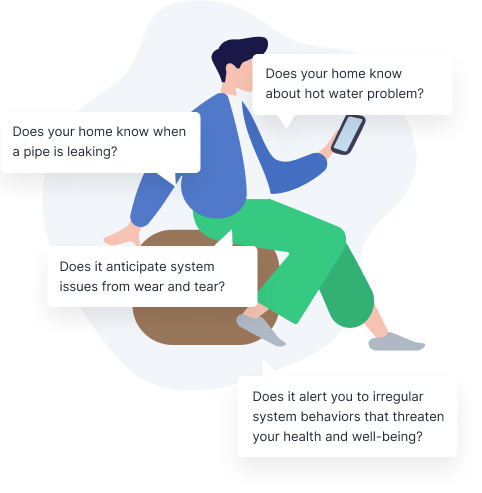 Does your home know
about hot water problem?
Does your home know when
a pipe is leaking?
Does it anticipate system
issues from wear and tear?
Does it alert you to irregular
system behaviors that threaten
your health and well-being?